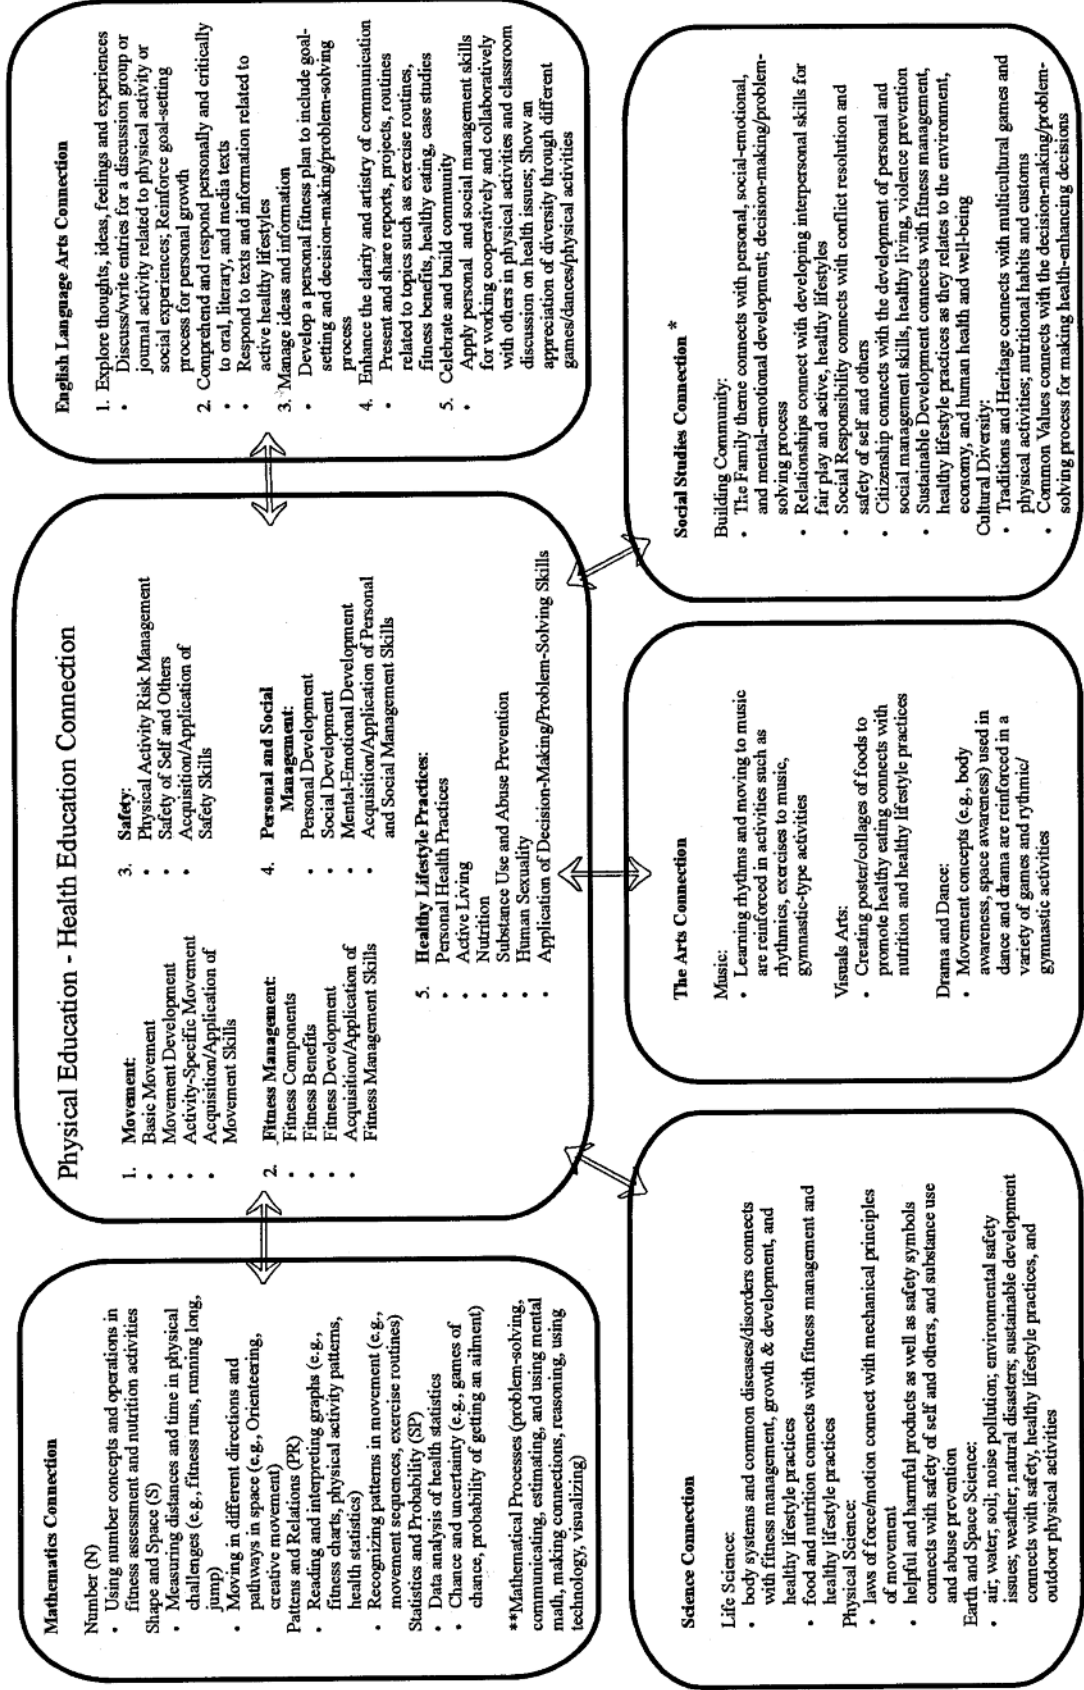 Physical Education - Health Education Connection
1. Movement:
• Basic Movement
• Movement Development
• Activity-Specific Movement
• Acquisition/Application of
Movement Skills
2. Fitness Management:
• Fitness Components
• Fitness Benefits
• Fitness Development
• Acquisition/Application of
Fitness Management Skills
3. Safety:
• Physical Activity Risk Management
• Safety of Self and Others
• Acquisition/Application of
Safety Skills
4. Personal and Social
Management:
• Personal Development
• Social Development
• Mental-Emotional Development
• Acquisition/Application of Personal
and Social Management Skills
5. Healthy Lifestyle Practices:
• Personal Health Practices
• Active Living
• Nutrition
• Substance Use and Abuse Prevention
• Human Sexuality
• Application of Decision-Making/Problem-Solving Skills
Mathematics Connection
Number (N)
• Using number concepts and operations in
fitness assessment and nutrition activities
Shape and Space (S)
• Measuring distances and time in physical
challenges (e.g., fitness runs, running long,
jump)
• Moving in different directions and
pathways in space (e.g., Orienteering,
creative movement)
Pattens and Relations (PR)
• Reading and interpreting graphs (e.g.,
fitness charts, physical activity patterns,
health statistics)
• Recognizing patterns in movement (e.g.,
movement sequences, exercise routines)
Statistics and Probability (SP)
• Data analysis of health statistics
• Chance and uncertainty (e.g., games of
chance, probability of getting an ailment)
**Mathematical Processes (problem-solving,
communicating, estimating, and using mental
math, making connections, reasoning, using
technology, visualizing)
English Language Arts Connection
1. Explore thoughts, ideas, feelings and experiences
• Discuss/write entries for a discussion group or
journal activity related to physical activity or
social experiences; Reinforce goal-setting
process for personal growth
2. Comprehend and respond personally and critically
• to oral, literary, and media texts
• Respond to texts and information related to
active healthy lifestyles
3. Manage ideas and information
• Develop a personal fitness plan to include goal-
setting and decision-making/problem-solving
process
4. Enhance the clarity and artistry of communication
• Present and share reports, projects, routines
related to topics such as exercise routines,
fitness benefits, healthy eating, case studies
5. Celebrate and build community
• Apply personal and social management skills
for working cooperatively and collaboratively
with others in physical activities and classroom
discussion on health issues; Show an
appreciation of diversity through different
games/dances/physical activities
Science Connection
Life Science:
• body systems and common diseases/disorders connects
with fitness management, growth & development, and
healthy lifestyle practices
• food and nutrition connects with fitness management and
healthy lifestyle practices
Physical Science:
• laws of force/motion connect with mechanical principles
of movement
• helpful and harmful products as well as safety symbols
connects with safety of self and others, and substance use
and abuse prevention
Earth and Space Science:
• air, water, soil; noise pollution; environmental safety
issues; weather; natural disasters; sustainable development
connects with safety, healthy lifestyle practices, and
outdoor physical activities
The Arts Connection
Music:
• Learning rhythms and moving to music
are reinforced in activities such as
rhythmics, exercises to music,
gymnastic-type activities
Visuals Arts:
• Creating poster/collages of foods to
promote healthy eating connects with
nutrition and healthy lifestyle practices
Drama and Dance:
• Movement concepts (e.g., body
awareness, space awareness) used in
dance and drama are reinforced in a
variety of games and rythmic/
gymnastic activities
Social Studies Connection *
Building Community:
• The Family theme connects with personal, social-emotional,
and mental-emotional development; decision-making/problem-
solving process
• Relationships connect with developing interpersonal skills for
fair play and active, healthy lifestyles
• Social Responsibility connects with conflict resolution and
safety of self and others
• Citizenship connects with the development of personal and
social management skills, healthy living, violence prevention
• Sustainable Development connects with fitness management,
healthy lifestyle practices as they relates to the environment,
economy, and human health and well-being
Cultural Diversity:
• Traditions and Heritage connects with multicultural games and
physical activities; nutritional habits and customs
• Common Values connects with the decision-making/problem-
solving process for making health-enhancing decisions